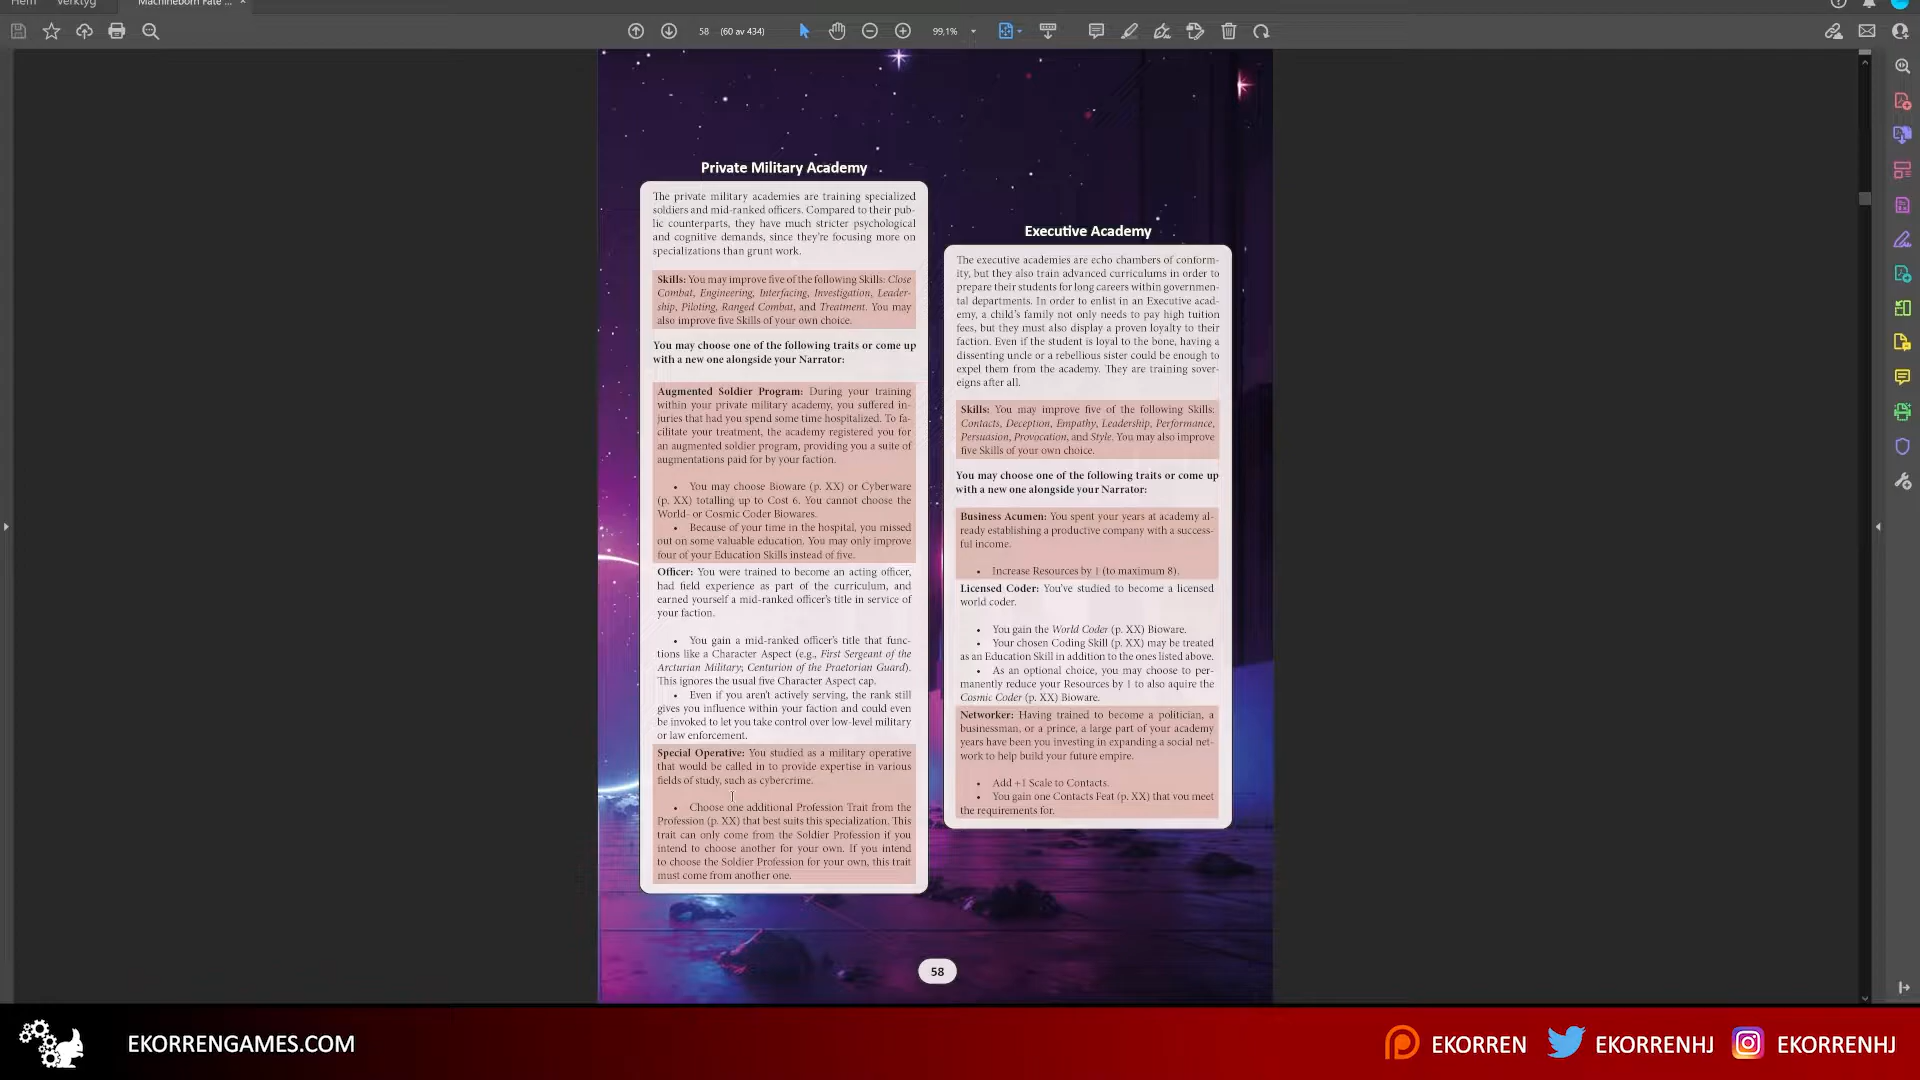 Hem
Verktyg
Machineborn Fate ...
58
(60 av 434)
99,1%
Private Military Academy
The private military academies are training specialized
soldiers and mid-ranked officers. Compared to their pub-
lic counterparts, they have much stricter psychological
and cognitive demands, since they're focusing more on
specializations than grunt work.
Skills: You may improve five of the following Skills: Close
Combat, Engineering, Interfacing, Investigation, Leader-
ship, Piloting, Ranged Combat, and Treatment. You may
also improve five Skills of your own choice.
You may choose one of the following traits or come up
with a new one alongside your Narrator:
Augmented Soldier Program: During your training
within your private military academy, you suffered in-
juries that had you spend some time hospitalized. To fa-
cilitate your treatment, the academy registered you for
an augmented soldier program, providing you a suite of
augmentations paid for by your faction.
• You may choose Bioware (p. XX) or Cyberware
(p. XX) totalling up to Cost 6. You cannot choose the
World- or Cosmic Coder Biowares.
• Because of your time in the hospital, you missed
out on some valuable education. You may only improve
four of your Education Skills instead of five.
Officer: You were trained to become an acting officer,
had field experience as part of the curriculum, and
earned yourself a mid-ranked officer's title in service of
your faction.
• You gain a mid-ranked officer's title that func-
tions like a Character Aspect (e.g., First Sergeant of the
Arcturian Military; Centurion of the Praetorian Guard).
This ignores the usual five Character Aspect cap.
• Even if you aren't actively serving, the rank still
gives you influence within your faction and could even
be invoked to let you take control over low-level military
or law enforcement.
Special Operative: You studied as a military operative
that would be called in to provide expertise in various
fields of study, such as cybercrime.
• Choose one additional Profession Trait from the
Profession (p. XX) that best suits this specialization. This
trait can only come from the Soldier Profession if you
intend to choose another for your own. If you intend
to choose the Soldier Profession for your own, this trait
must come from another one.
Executive Academy
The executive academies are echo chambers of conform-
ity, but they also train advanced curriculums in order to
prepare their students for long careers within governmen-
tal departments. In order to enlist in an Executive acad-
emy, a child's family not only needs to pay high tuition
fees, but they must also display a proven loyalty to their
faction. Even if the student is loyal to the bone, having a
dissenting uncle or a rebellious sister could be enough to
expel them from the academy. They are training sover-
eigns after all.
Skills: You may improve five of the following Skills:
Contacts, Deception, Empathy, Leadership, Performance,
Persuasion, Provocation, and Style. You may also improve
five Skills of your own choice.
You may choose one of the following traits or come up
with a new one alongside your Narrator:
Business Acumen: You spent your years at academy al-
ready establishing a productive company with a success-
ful income.
• Increase Resources by 1 (to maximum 8).
Licensed Coder: You've studied to become a licensed
world coder.
• You gain the World Coder (p. XX) Bioware.
• Your chosen Coding Skill (p. XX) may be treated
as an Education Skill in addition to the ones listed above.
• As an optional choice, you may choose to per-
manently reduce your Resources by 1 to also aquire the
Cosmic Coder (p. XX) Bioware.
Networker: Having trained to become a politician, a
businessman, or a prince, a large part of your academy
years have been you investing in expanding a social net-
work to help build your future empire.
• Add +1 Scale to Contacts.
• You gain one Contacts Feat (p. XX) that you meet
the requirements for.
58
EKORRENGAMES.COM
EKORREN
EKORRENHJ
EKORRENHJ